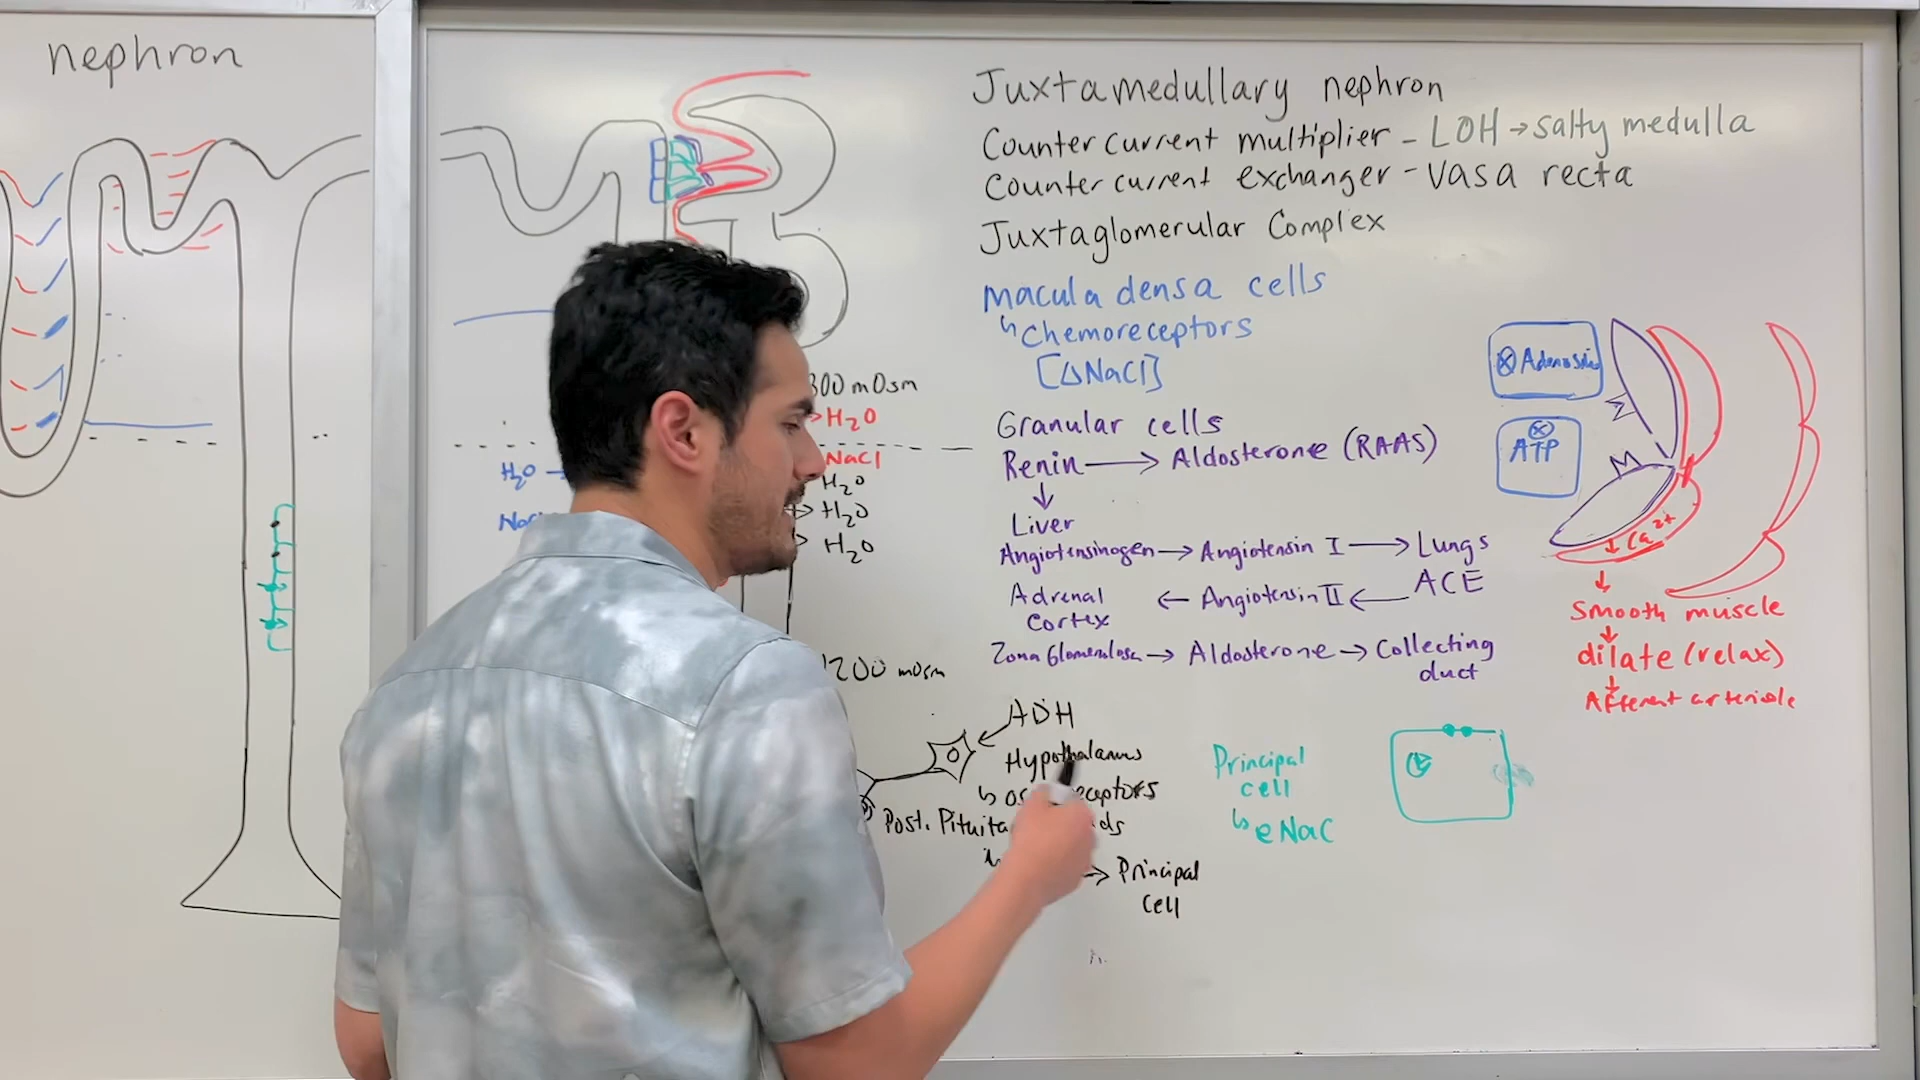 nephron
Juxtamedullary nephron
Counter current multiplier - LOH → salty medulla
Counter current exchanger - vasa recta
Juxtaglomerular Complex
macula densa cells
↳ Chemoreceptors
[ΔNaCl]
Granular cells
Renin → Aldosterone (RAAS)
↓
Liver
Angiotensinogen → Angiotensin I → Lungs
ACE
Adrenal cortex ← Angiotensin II ←
Zona Glomerulosa → Aldosterone → Collecting duct
300 mOsm
→ H2O
NaCl
H2O
→ H2O
→ H2O
H2O →
NaCl
1200 mOsm
ADH
Hypothalamus
Post. Pituita
→ Principal
cell
Principal
cell
↳ eNaC
⊗ Adenosin
⊗
ATP
↓ Ca2+
↓
Smooth muscle
↓
dilate (relax)
↓
Afferent arteriole